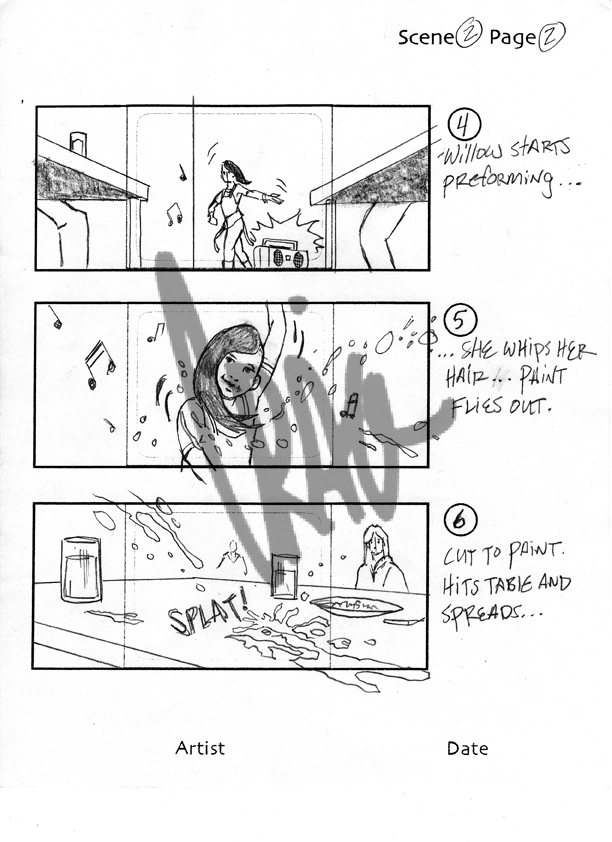 Scene 2 Page 2
4
Willow STARTS
preforming...
5
... SHE WHIPS HER
HAIR... PAINT
FLIES OUT.
6
CUT TO PAINT.
HITS TABLE AND
SPREADS...
SPLAT!
Artist
Date